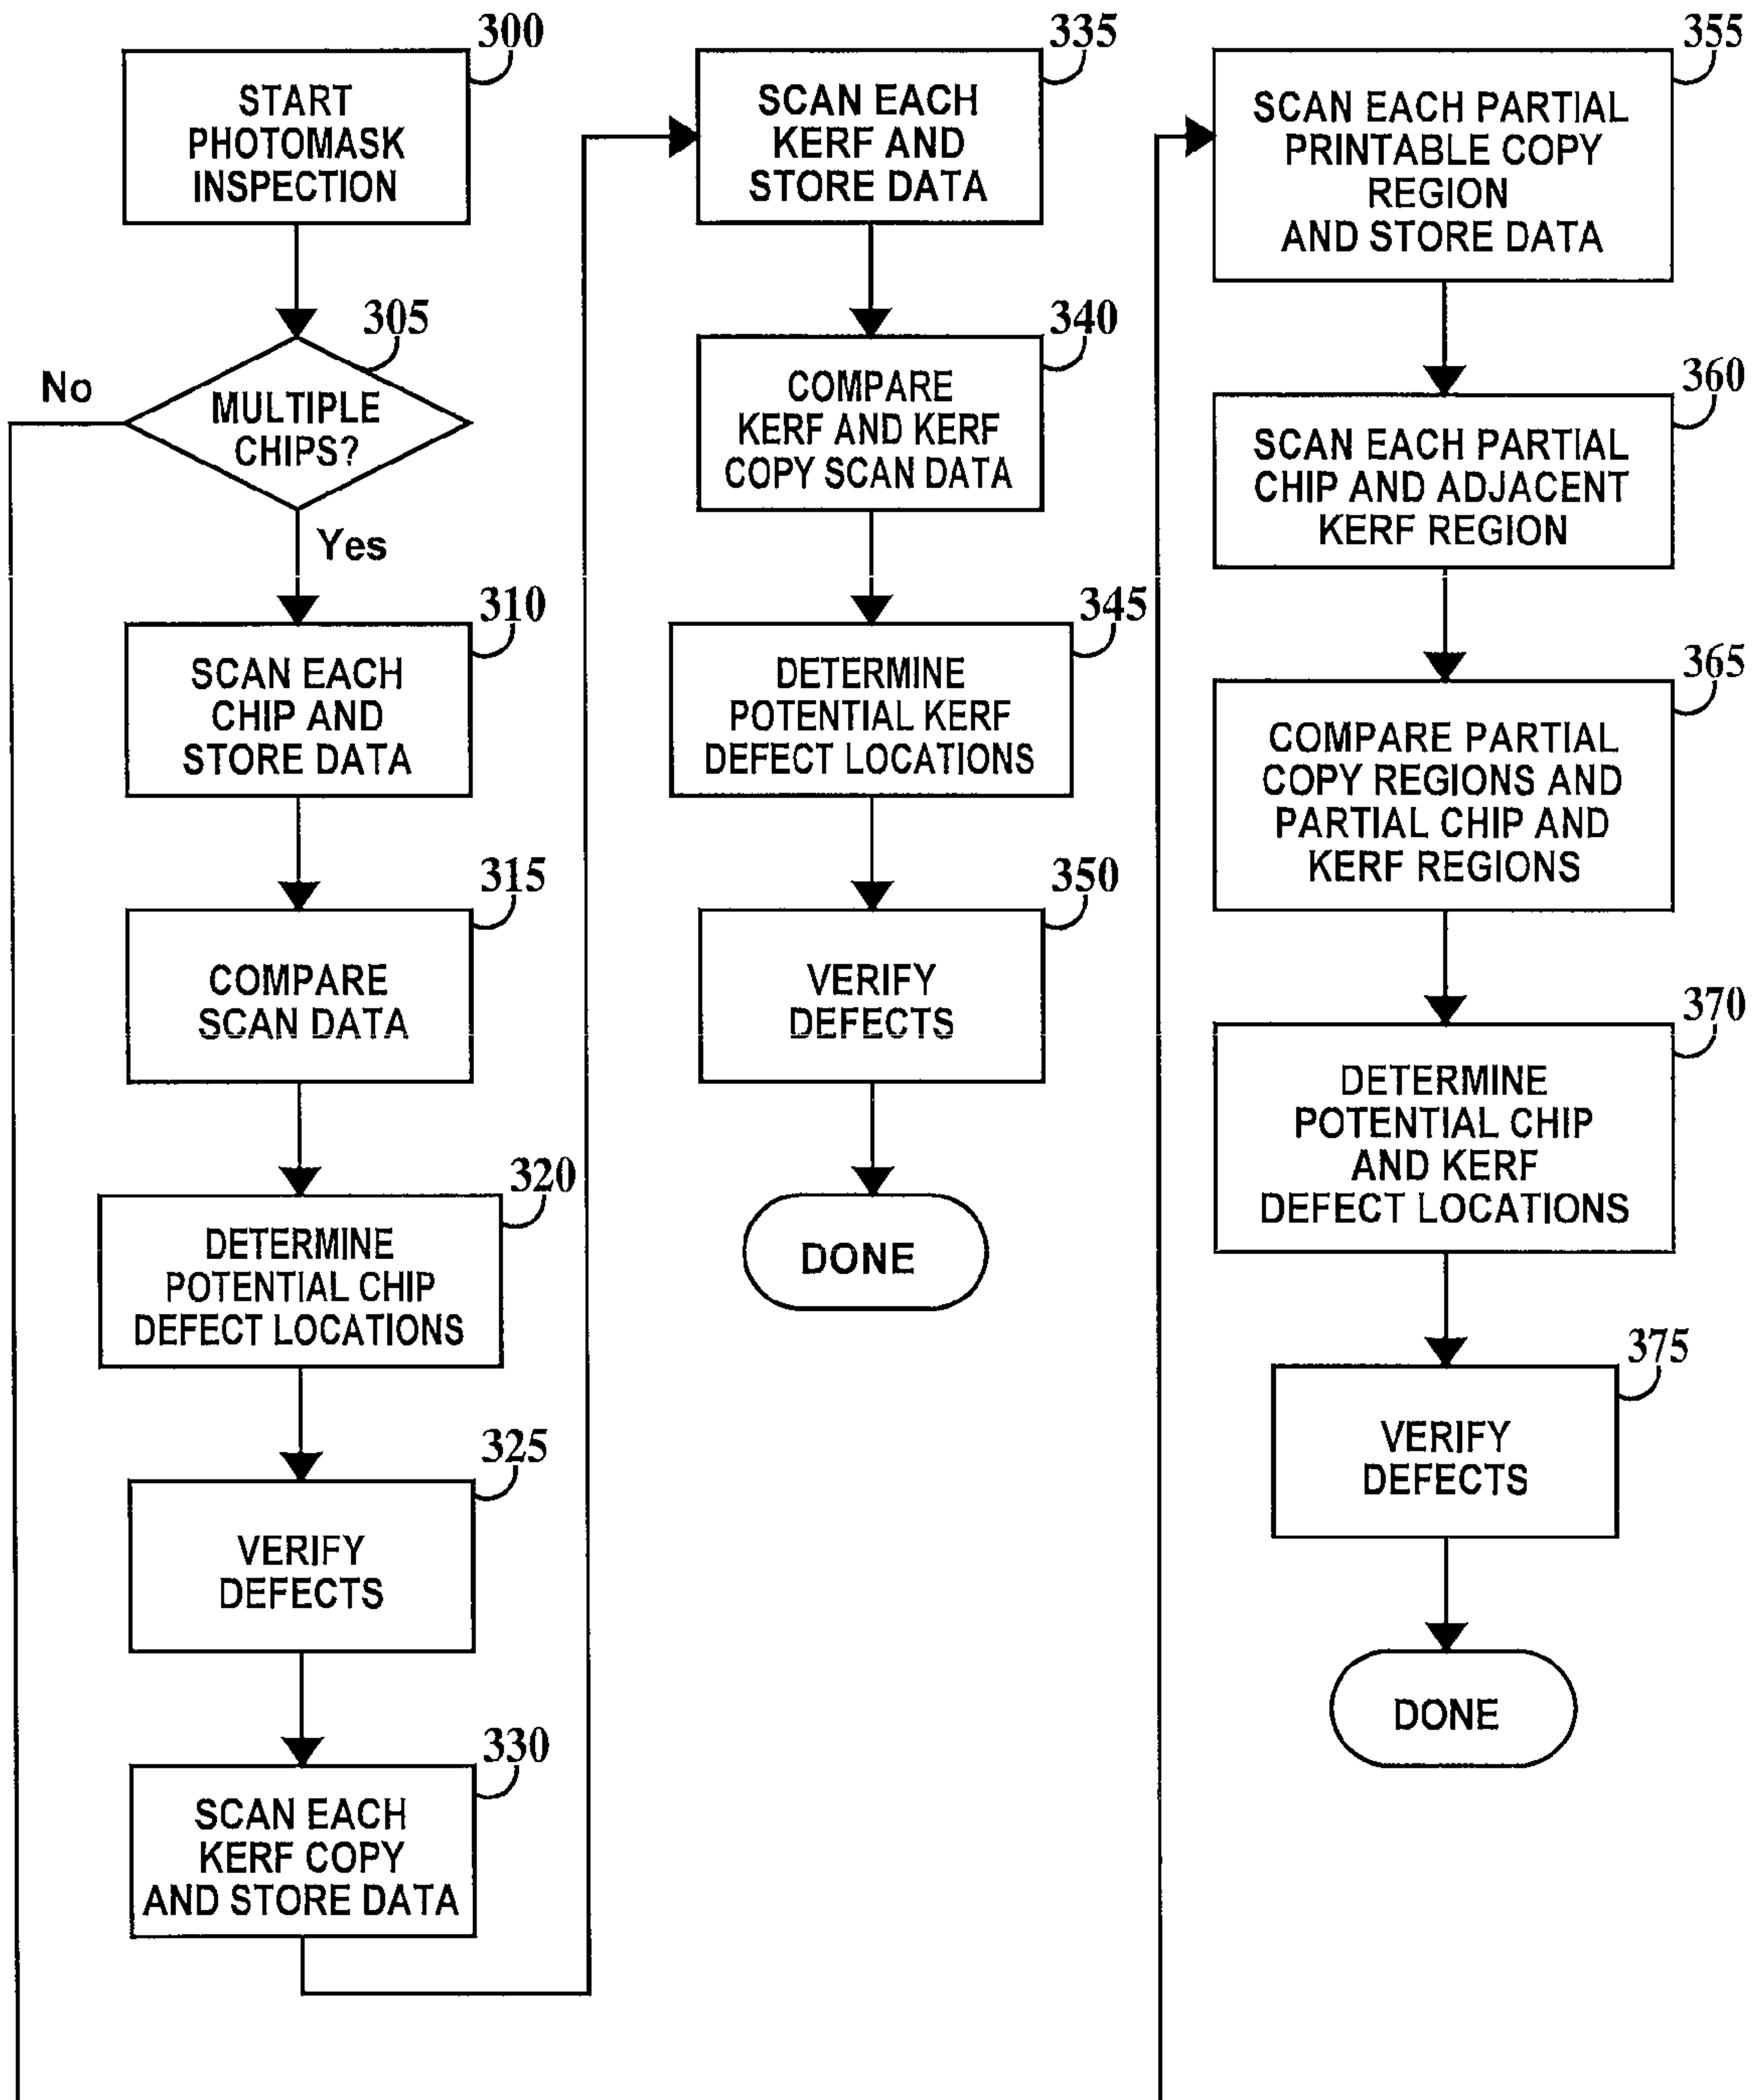 300
START
PHOTOMASK
INSPECTION
305
No
MULTIPLE
CHIPS?
Yes
310
SCAN EACH
CHIP AND
STORE DATA
315
COMPARE
SCAN DATA
320
DETERMINE
POTENTIAL CHIP
DEFECT LOCATIONS
325
VERIFY
DEFECTS
330
SCAN EACH
KERF COPY
AND STORE DATA
335
SCAN EACH
KERF AND
STORE DATA
340
COMPARE
KERF AND KERF
COPY SCAN DATA
345
DETERMINE
POTENTIAL KERF
DEFECT LOCATIONS
350
VERIFY
DEFECTS
DONE
355
SCAN EACH PARTIAL
PRINTABLE COPY
REGION
AND STORE DATA
360
SCAN EACH PARTIAL
CHIP AND ADJACENT
KERF REGION
365
COMPARE PARTIAL
COPY REGIONS AND
PARTIAL CHIP AND
KERF REGIONS
370
DETERMINE
POTENTIAL CHIP
AND KERF
DEFECT LOCATIONS
375
VERIFY
DEFECTS
DONE